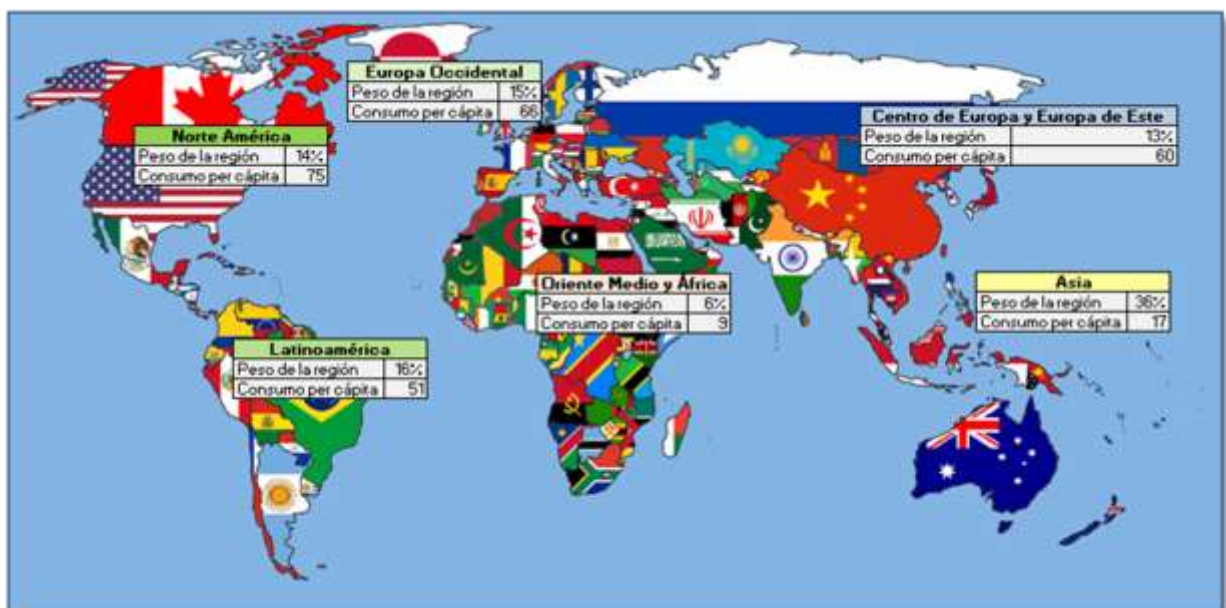 Europa Occidental
Peso de la región 15%
Consumo per cápita 66
Norte América
Peso de la región 14%
Consumo per cápita 75
Centro de Europa y Europa de Este
Peso de la región 13%
Consumo per cápita 60
Oriente Medio y África
Peso de la región 6%
Consumo per cápita 9
Asia
Peso de la región 36%
Consumo per cápita 17
Latinoamérica
Peso de la región 16%
Consumo per cápita 51